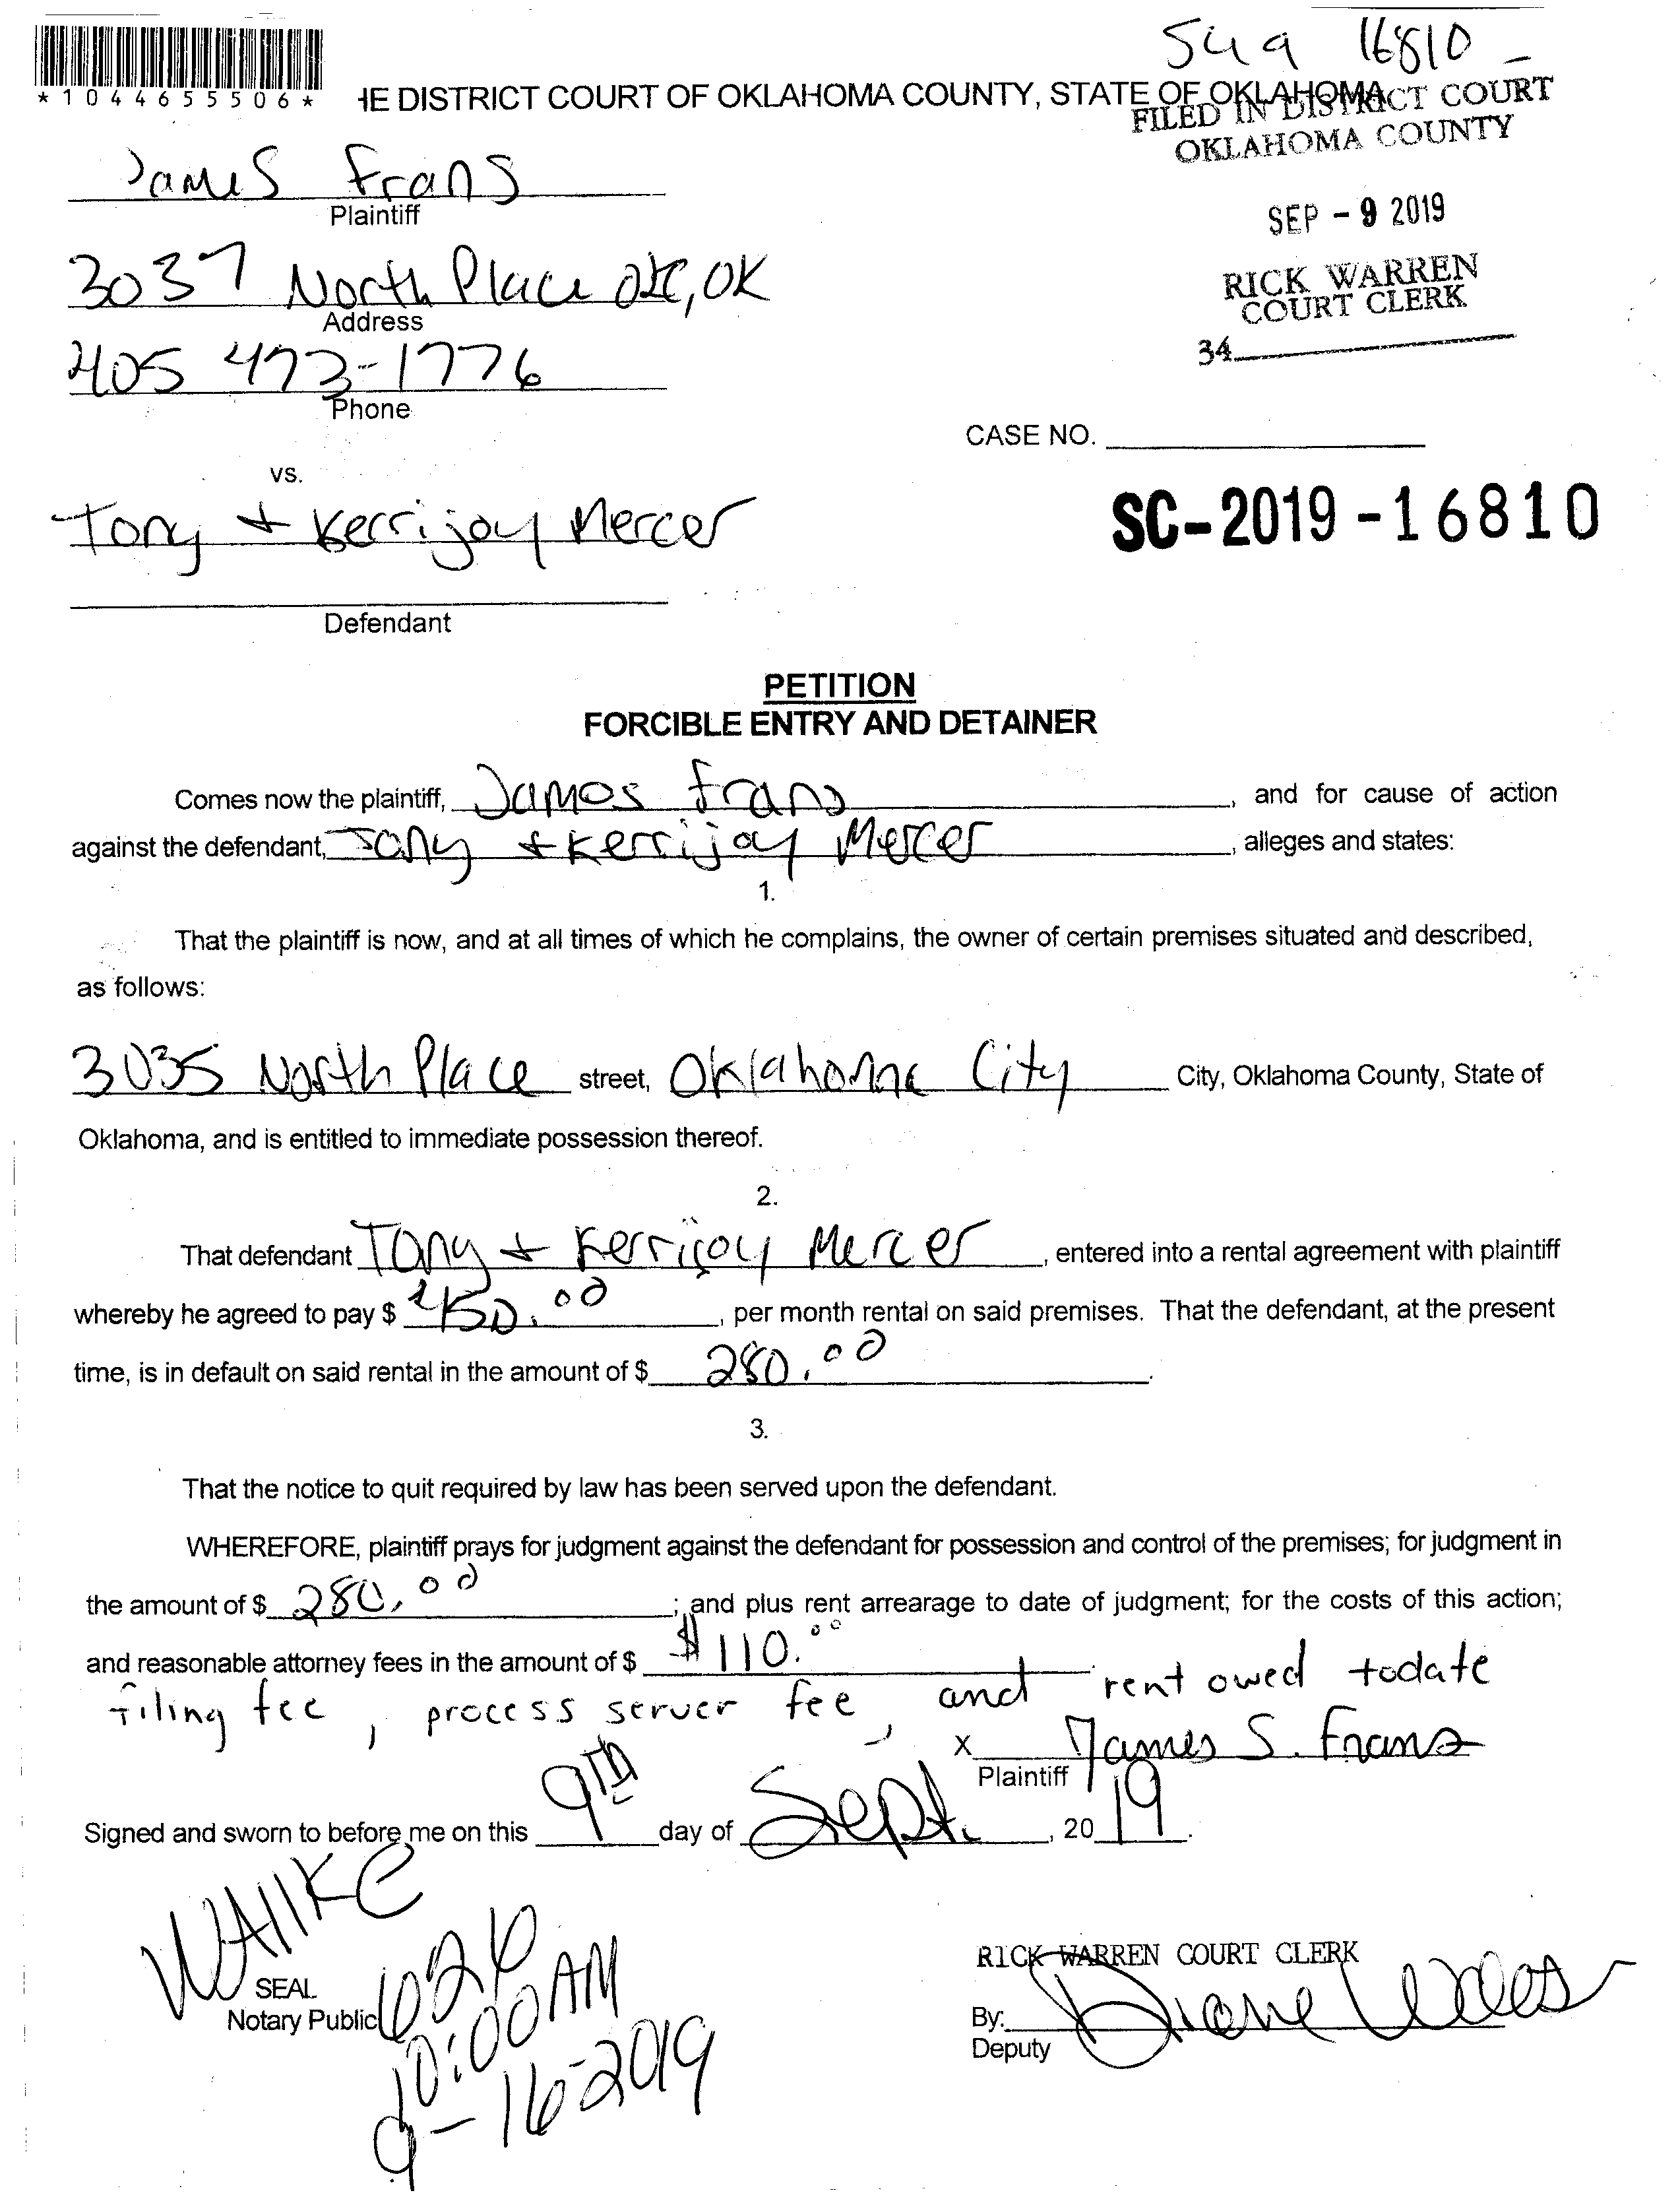 Sc19 16810
*1044655506*
HE DISTRICT COURT OF OKLAHOMA COUNTY, STATE OF OKLAHOMA
FILED IN DISTRICT COURT
OKLAHOMA COUNTY
James Frans
Plaintiff
SEP - 9 2019
3037 North Place OKC, OK
Address
RICK WARREN
COURT CLERK
34
405 473-1776
Phone
CASE NO.
vs.
Tony + Kerrijoy Mercer
SC-2019-16810
Defendant
PETITION
FORCIBLE ENTRY AND DETAINER
Comes now the plaintiff, James Frans, and for cause of action
against the defendant, Tony + Kerrijoy Mercer, alleges and states:
1.
That the plaintiff is now, and at all times of which he complains, the owner of certain premises situated and described,
as follows:
3035 North Place street, Oklahoma City City, Oklahoma County, State of
Oklahoma, and is entitled to immediate possession thereof.
2.
That defendant Tony + Kerrijoy Mercer, entered into a rental agreement with plaintiff
whereby he agreed to pay $ 450.00, per month rental on said premises. That the defendant, at the present
time, is in default on said rental in the amount of $ 280.00.
3.
That the notice to quit required by law has been served upon the defendant.
WHEREFORE, plaintiff prays for judgment against the defendant for possession and control of the premises; for judgment in
the amount of $ 280.00; and plus rent arrearage to date of judgment; for the costs of this action;
and reasonable attorney fees in the amount of $ $110.00
Filing fee, process server fee, and rent owed todate
X James S. Frans
Plaintiff
Signed and sworn to before me on this 9TH day of Sept., 2019.
SEAL
Notary Public
10:00 AM
9-16-2019
RICK WARREN COURT CLERK
By: Diane
Deputy